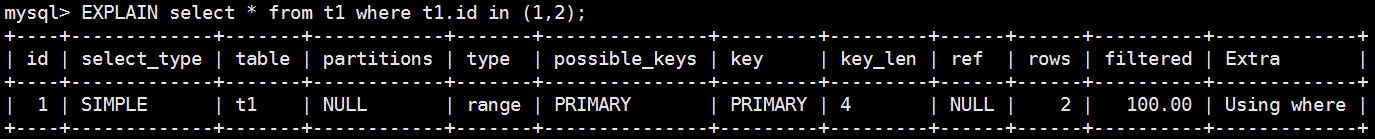 mysql> EXPLAIN select * from t1 where t1.id in (1,2);
+----+-------------+-------+------------+-------+---------------+---------+---------+------+------+----------+-------------+
| id | select_type | table | partitions | type  | possible_keys | key     | key_len | ref  | rows | filtered | Extra       |
+----+-------------+-------+------------+-------+---------------+---------+---------+------+------+----------+-------------+
|  1 | SIMPLE      | t1    | NULL       | range | PRIMARY       | PRIMARY | 4       | NULL |    2 |   100.00 | Using where |
+----+-------------+-------+------------+-------+---------------+---------+---------+------+------+----------+-------------+